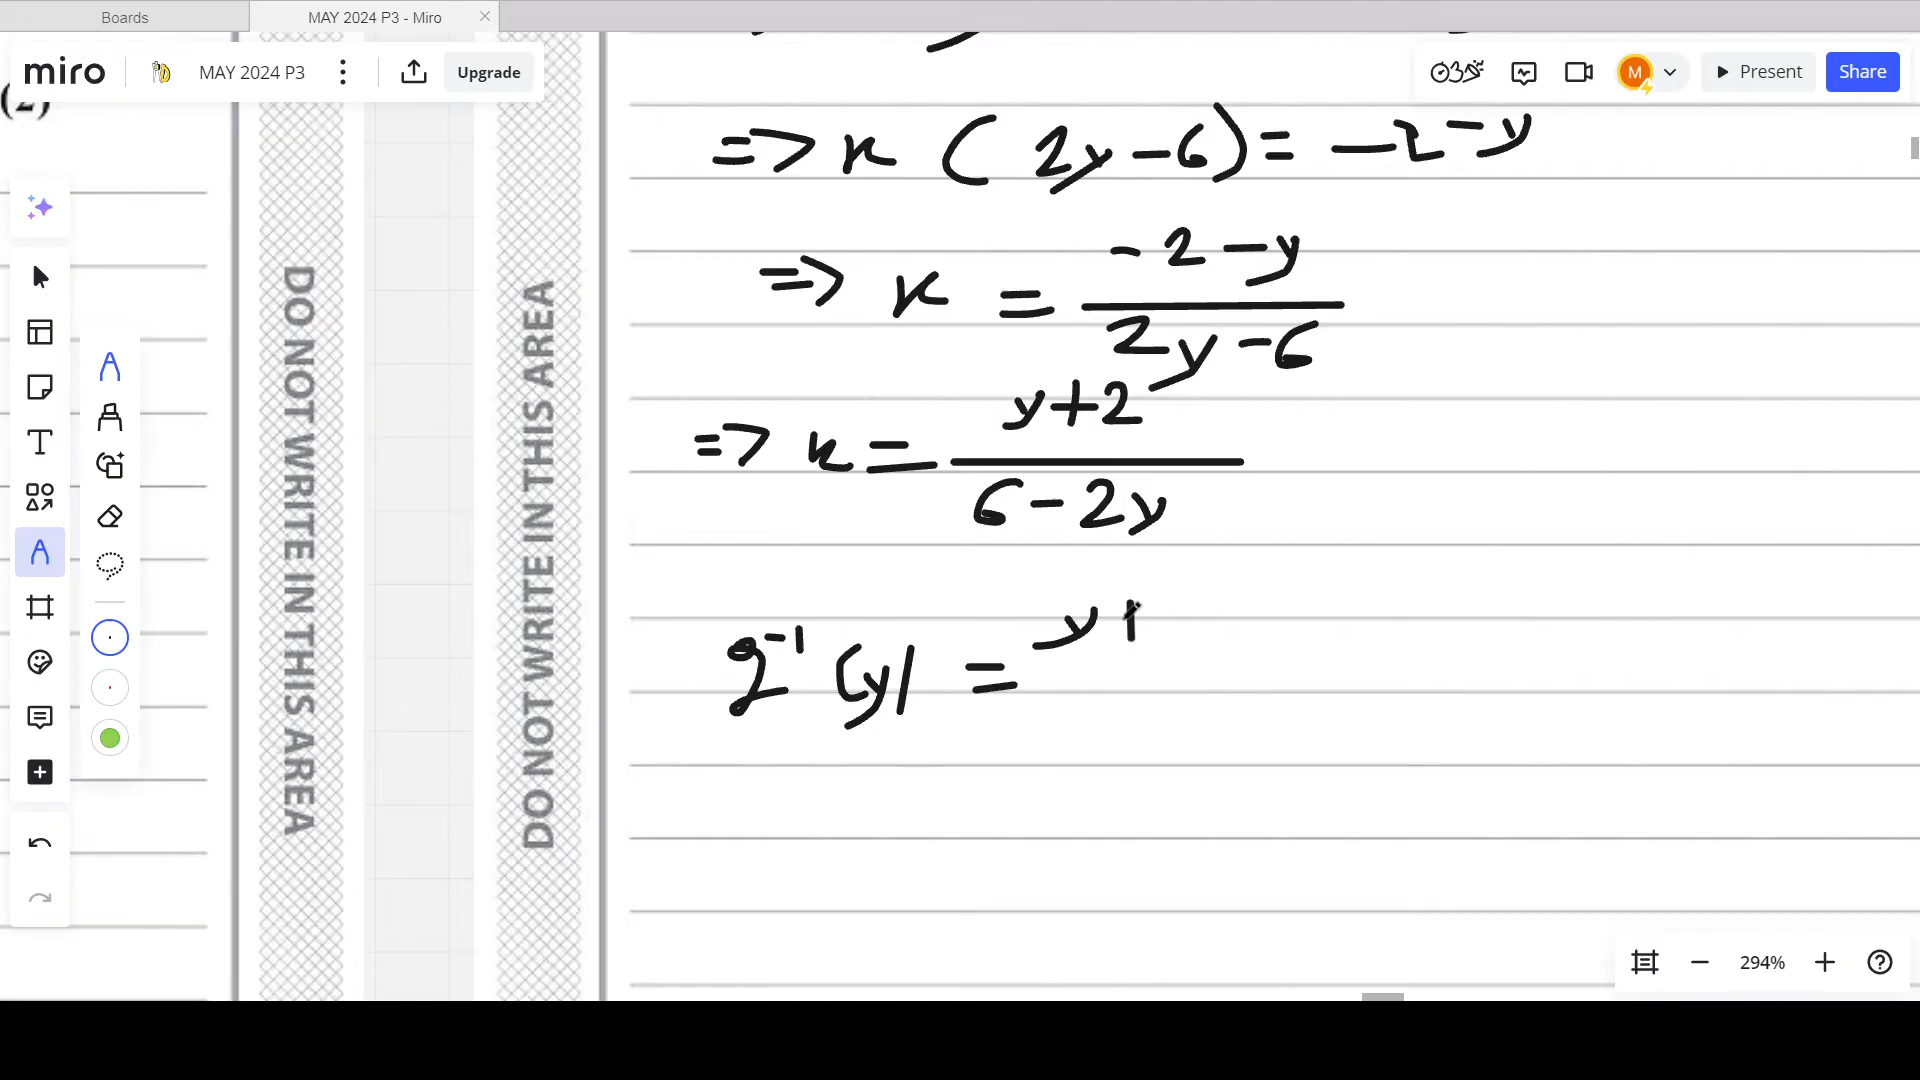 Boards
MAY 2024 P3 - Miro
miro
MAY 2024 P3
Upgrade
M
Present
Share
(2)
=> x ( 2y - 6) = -2 - y
=> x = -2 - y / 2y - 6
=> x = y+2 / 6 - 2y
g⁻¹ (y) = y +
DO NOT WRITE IN THIS AREA
DO NOT WRITE IN THIS AREA
294%